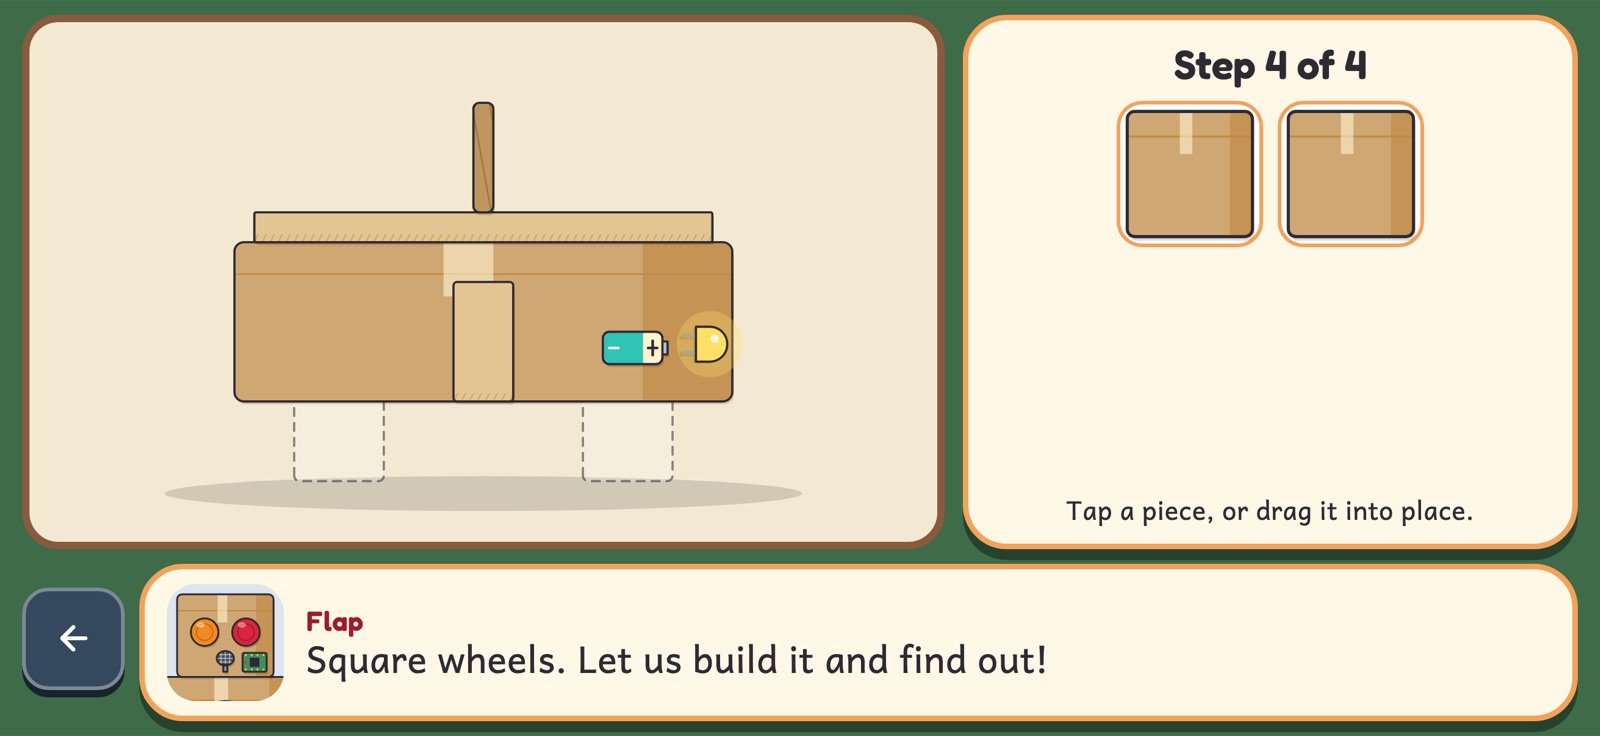 Step 4 of 4
Tap a piece, or drag it into place.
Flap
Square wheels. Let us build it and find out!